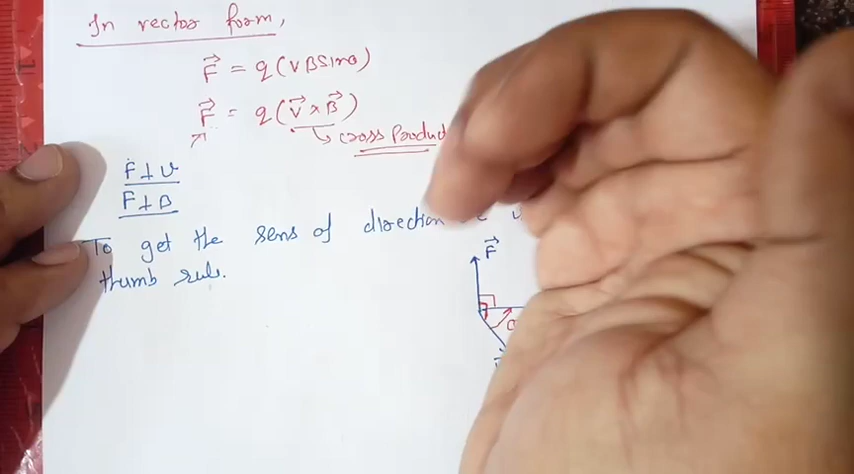 In vector form,
F⃗ = q(VBSinθ)
F⃗ = q(V⃗ × B⃗)
↳ cross Product
F⊥V
F⊥B
To get the sens of direction
thumb rule.
F⃗